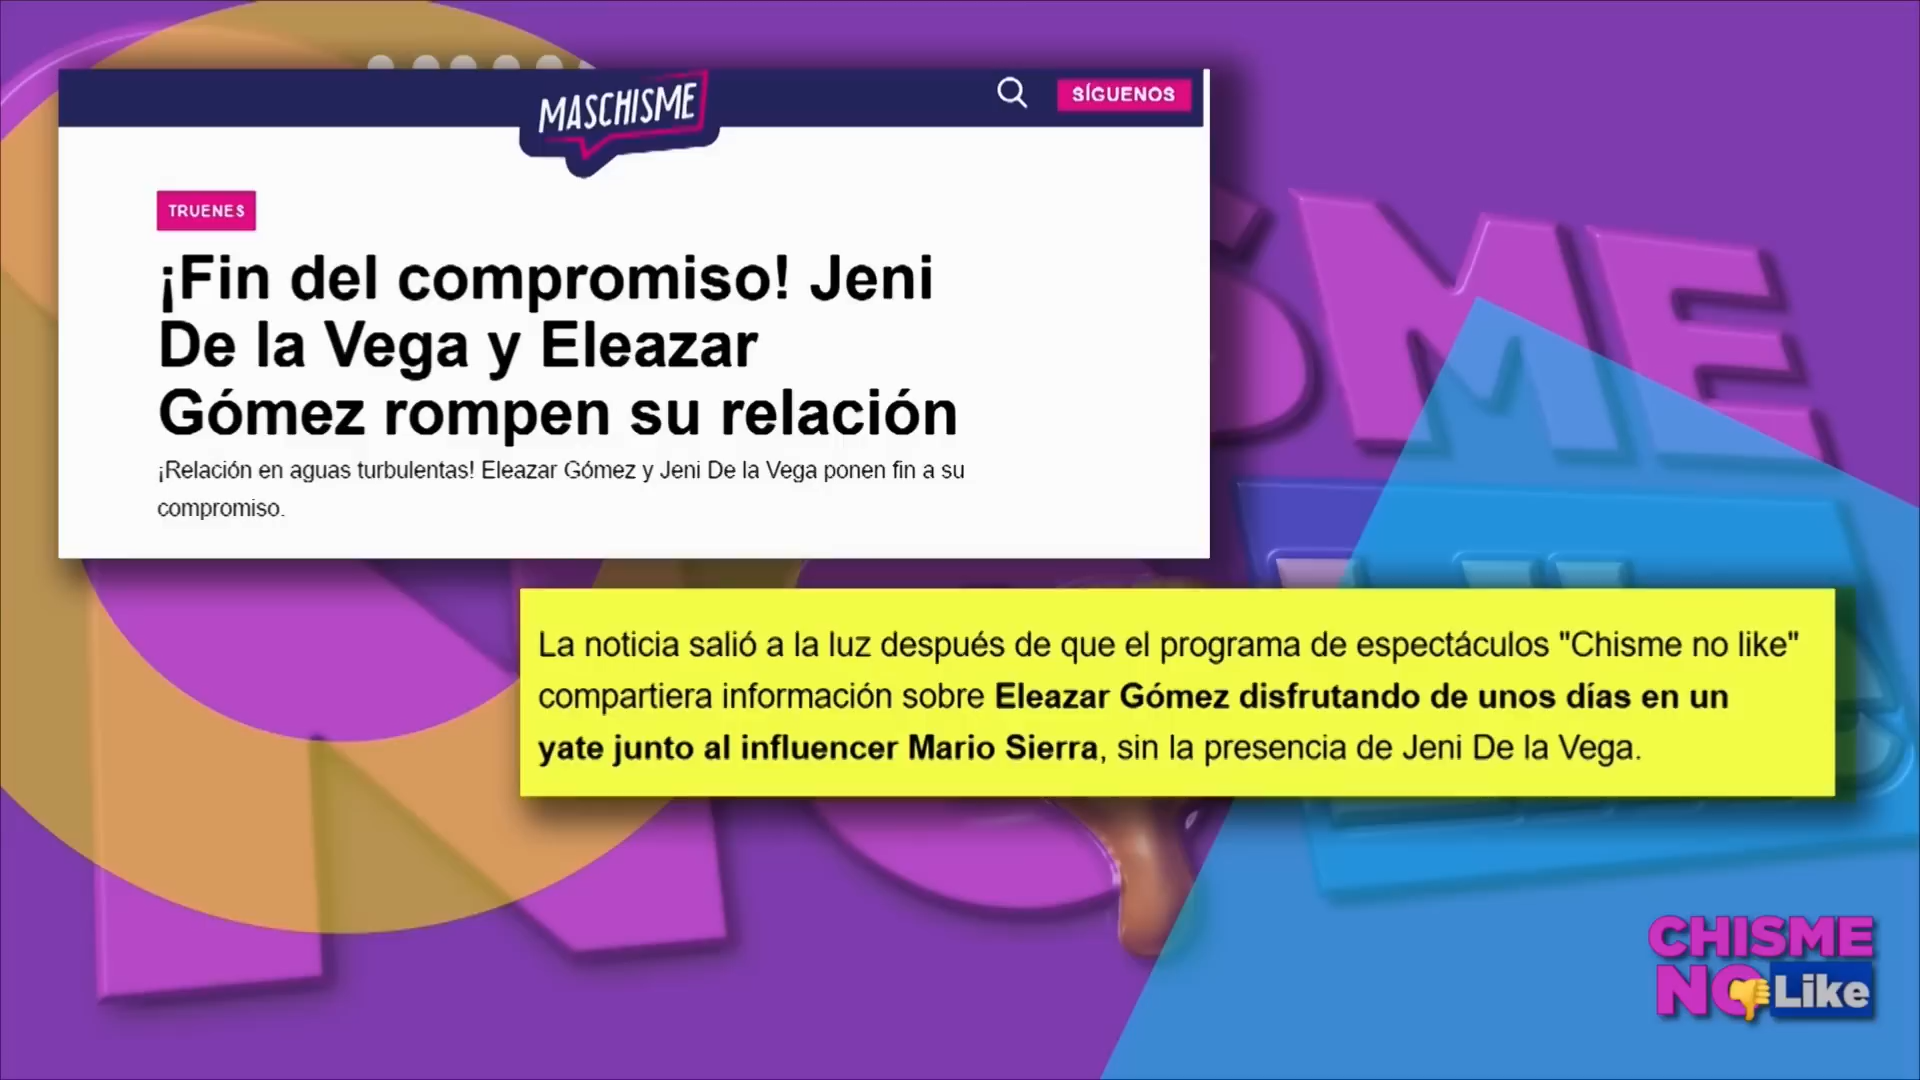 MASCHISME
SÍGUENOS
TRUENES
¡Fin del compromiso! Jeni
De la Vega y Eleazar
Gómez rompen su relación
¡Relación en aguas turbulentas! Eleazar Gómez y Jeni De la Vega ponen fin a su
compromiso.
La noticia salió a la luz después de que el programa de espectáculos "Chisme no like"
compartiera información sobre Eleazar Gómez disfrutando de unos días en un
yate junto al influencer Mario Sierra, sin la presencia de Jeni De la Vega.
CHISME
NO Like